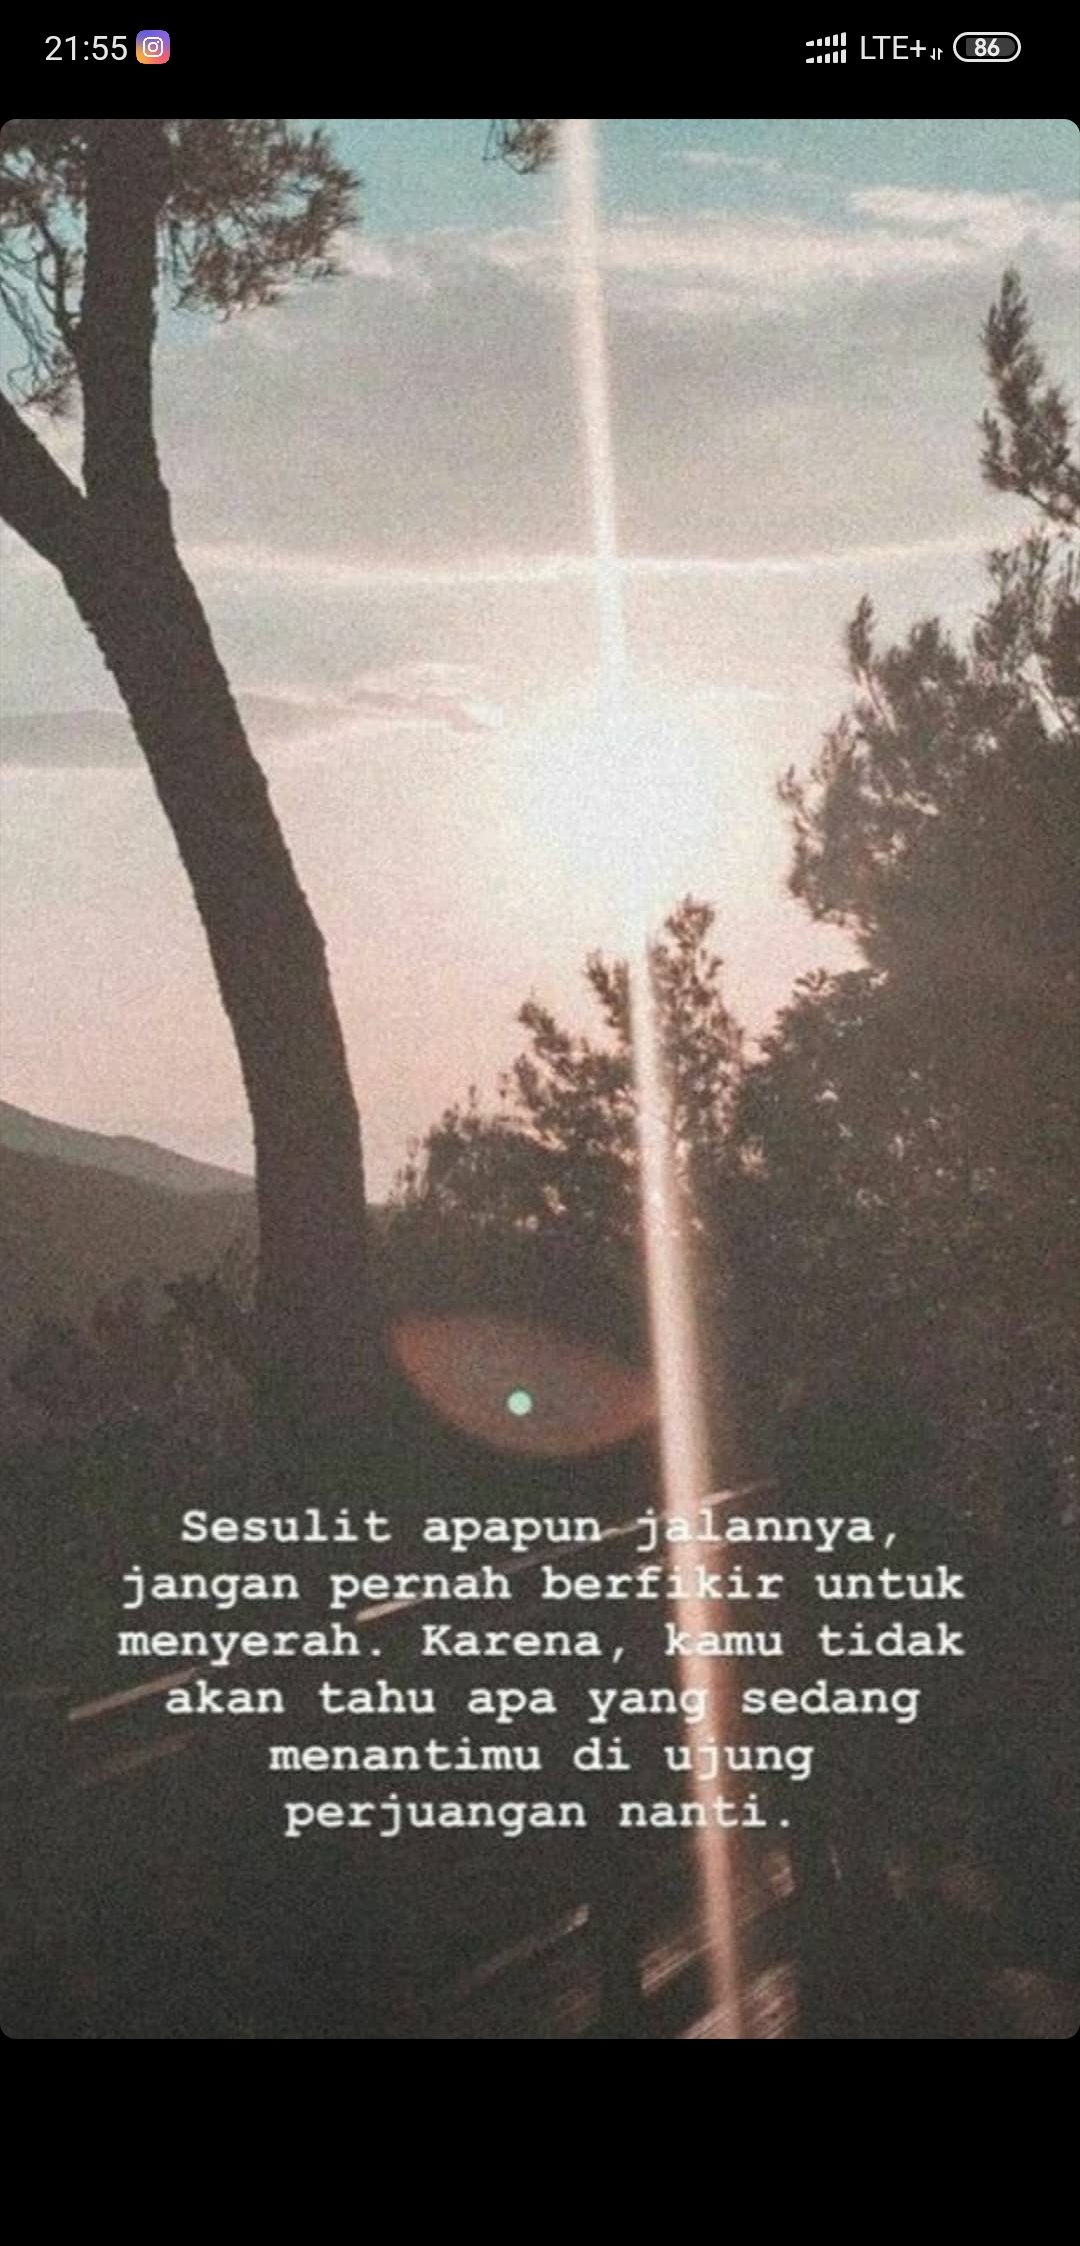 21:55 LTE+ 86
Sesulit apapun jalannya,
jangan pernah berfikir untuk
menyerah. Karena, kamu tidak
akan tahu apa yang sedang
menantimu di ujung
perjuangan nanti.